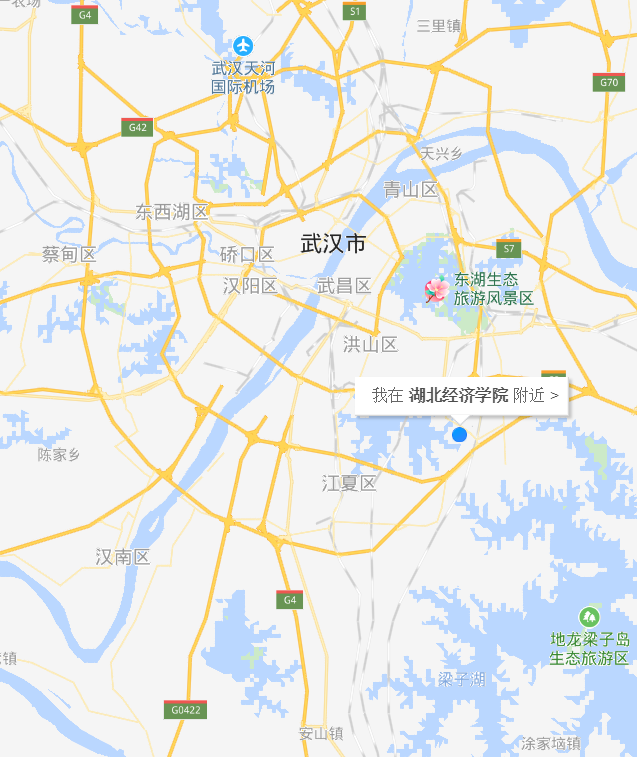 G4
S1
三里镇
武汉天河
国际机场
G70
G42
天兴乡
青山区
东西湖区
武汉市
S7
蔡甸区
硚口区
东湖生态
旅游风景区
汉阳区
武昌区
洪山区
我在 湖北经济学院 附近 >
陈家乡
江夏区
汉南区
G4
地龙梁子岛
生态旅游区
镇
梁子湖
G0422
安山镇
涂家垴镇